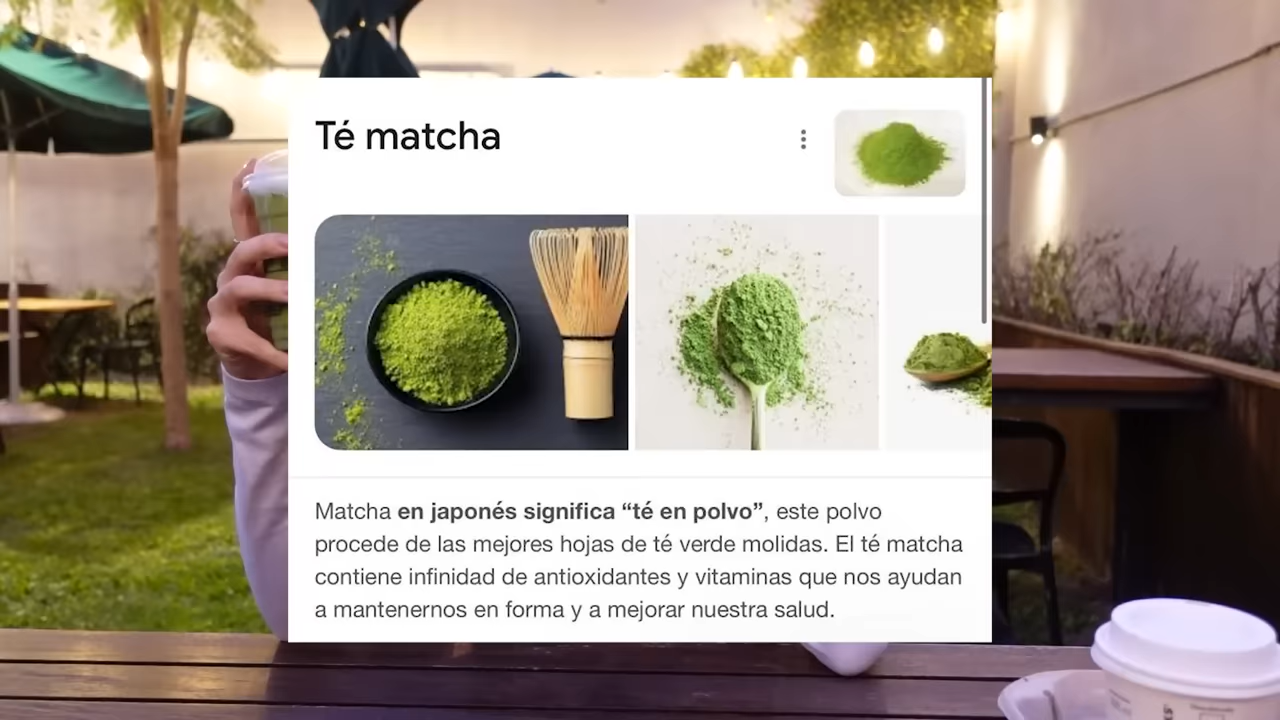 Té matcha
Matcha en japonés significa “té en polvo”, este polvo
procede de las mejores hojas de té verde molidas. El té matcha
contiene infinidad de antioxidantes y vitaminas que nos ayudan
a mantenernos en forma y a mejorar nuestra salud.